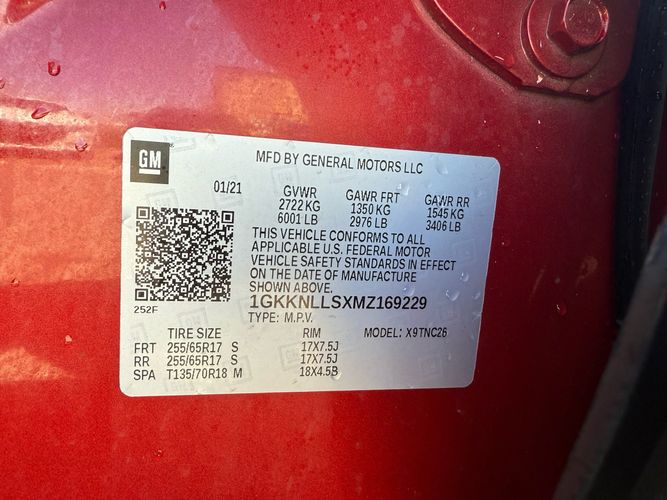 GM
MFD BY GENERAL MOTORS LLC
01/21 GVWR GAWR FRT GAWR RR
2722 KG 1350 KG 1545 KG
6001 LB 2976 LB 3406 LB
THIS VEHICLE CONFORMS TO ALL
APPLICABLE U.S. FEDERAL MOTOR
VEHICLE SAFETY STANDARDS IN EFFECT
ON THE DATE OF MANUFACTURE
SHOWN ABOVE.
1GKKNLLSXMZ169229
252F
TYPE: M.P.V.
TIRE SIZE RIM MODEL: X9TNC26
FRT 255/65R17 S 17X7.5J
RR 255/65R17 S 17X7.5J
SPA T135/70R18 M 18X4.5B